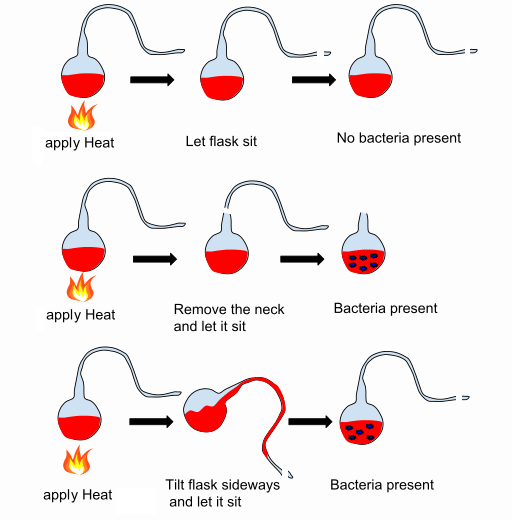 apply Heat
Let flask sit
No bacteria present
apply Heat
Remove the neck
and let it sit
Bacteria present
apply Heat
Tilt flask sideways
and let it sit
Bacteria present